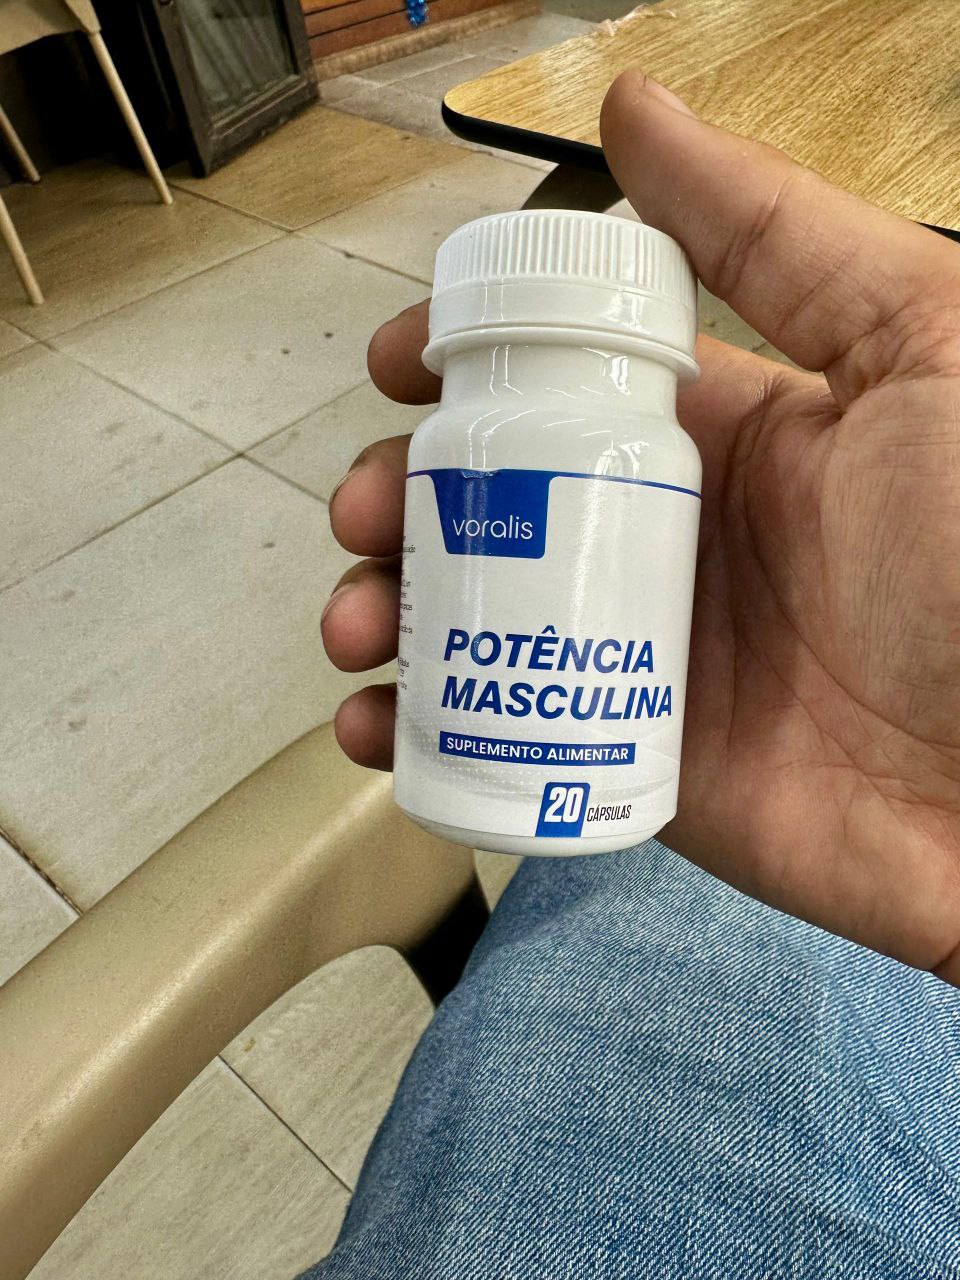 voralis
POTÊNCIA
MASCULINA
SUPLEMENTO ALIMENTAR
20 CÁPSULAS